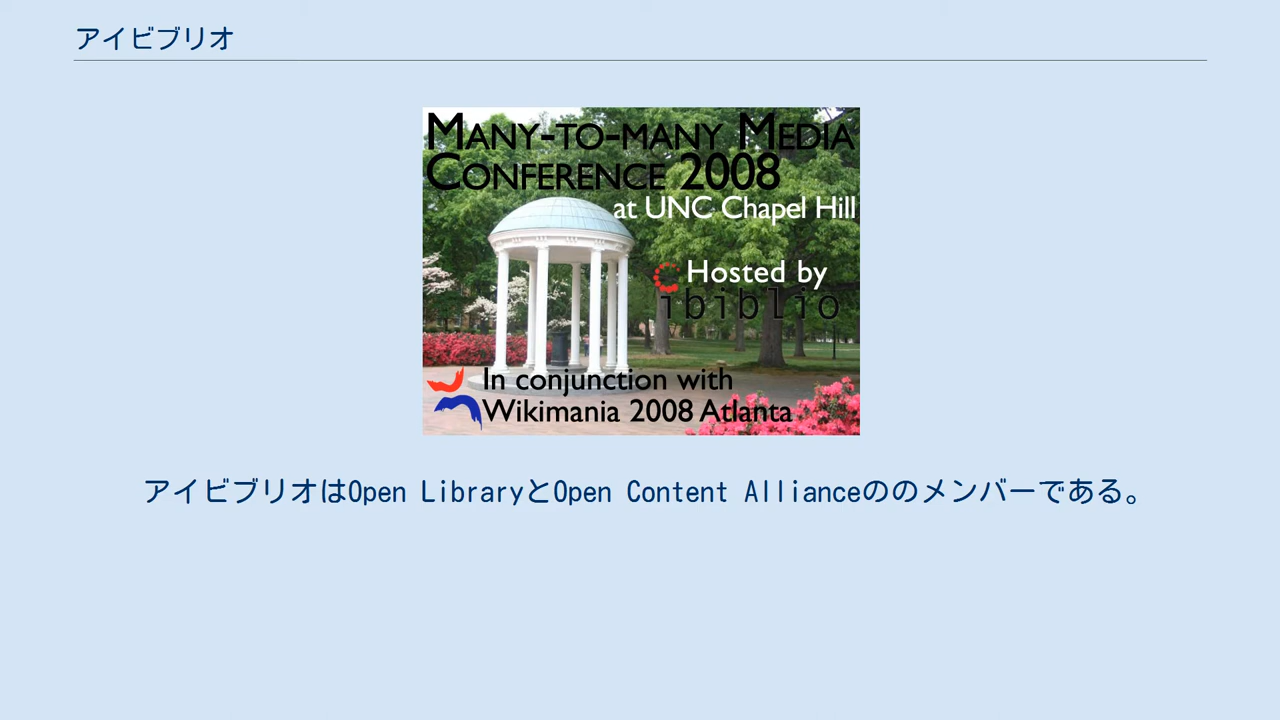 アイビブリオ
MANY-TO-MANY MEDIA
CONFERENCE 2008
at UNC Chapel Hill
Hosted by
ibiblio
In conjunction with
Wikimania 2008 Atlanta
アイビブリオはOpen LibraryとOpen Content Allianceののメンバーである。